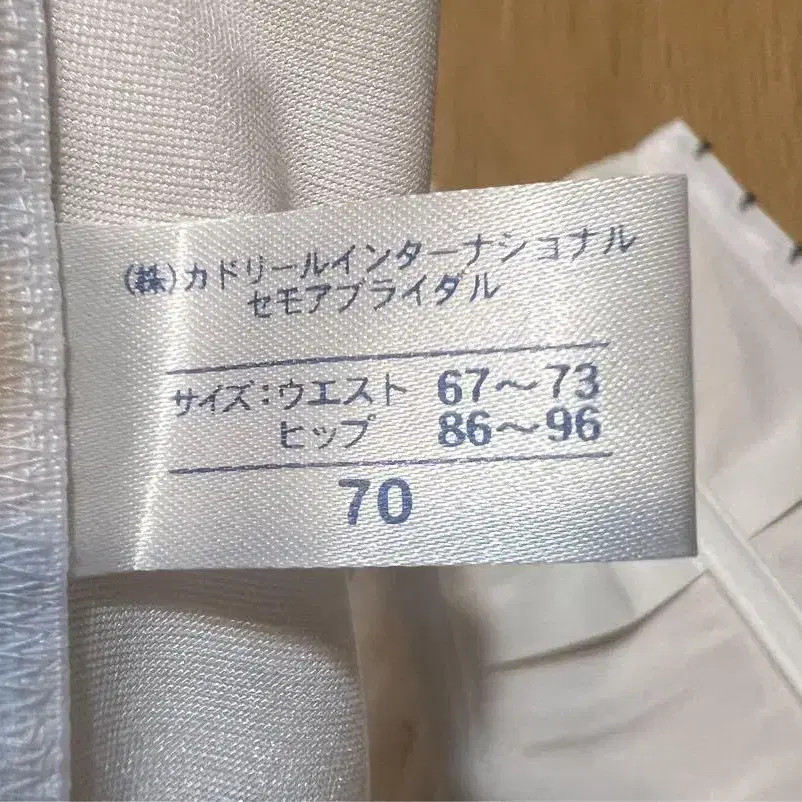 (株)カドリールインターナショナル
セモアブライダル
サイズ:ウエスト 67〜73
ヒップ 86〜96
70